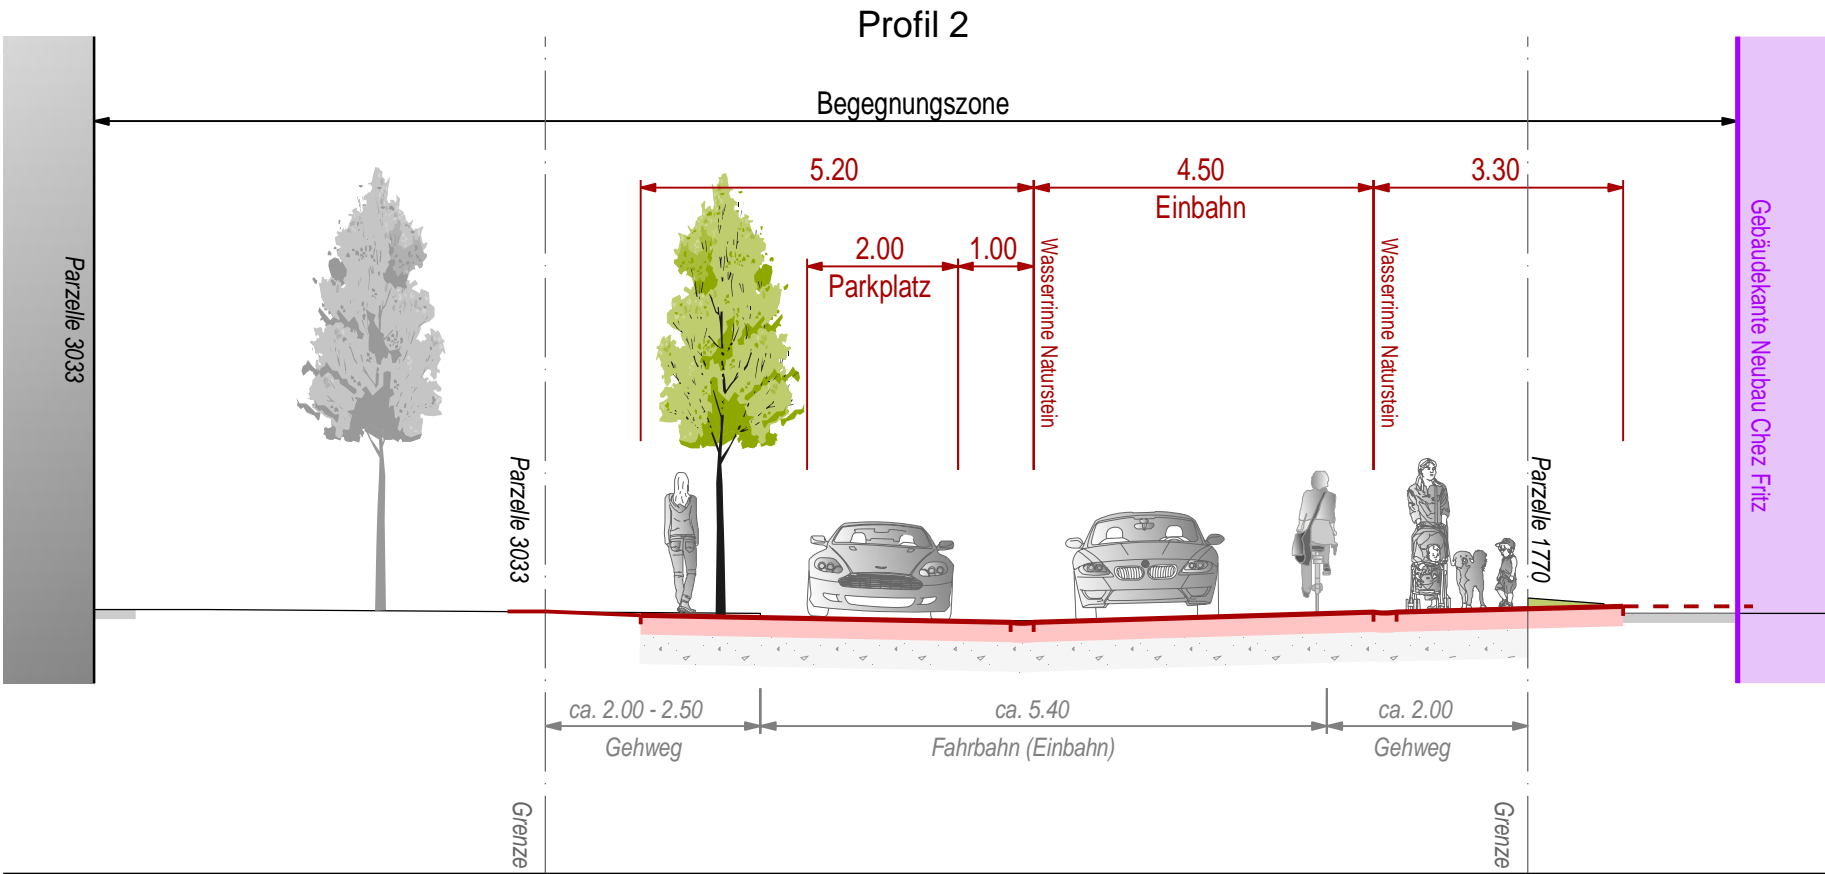 Profil 2
Begegnungszone
5.20
4.50
3.30
Einbahn
2.00
1.00
Parkplatz
Wasserrinne Naturstein
Wasserrinne Naturstein
Gebäudekante Neubau Chez Fritz
Parzelle 3033
Parzelle 3033
Parzelle 1770
ca. 2.00 - 2.50
ca. 5.40
ca. 2.00
Gehweg
Fahrbahn (Einbahn)
Gehweg
Grenze
Grenze